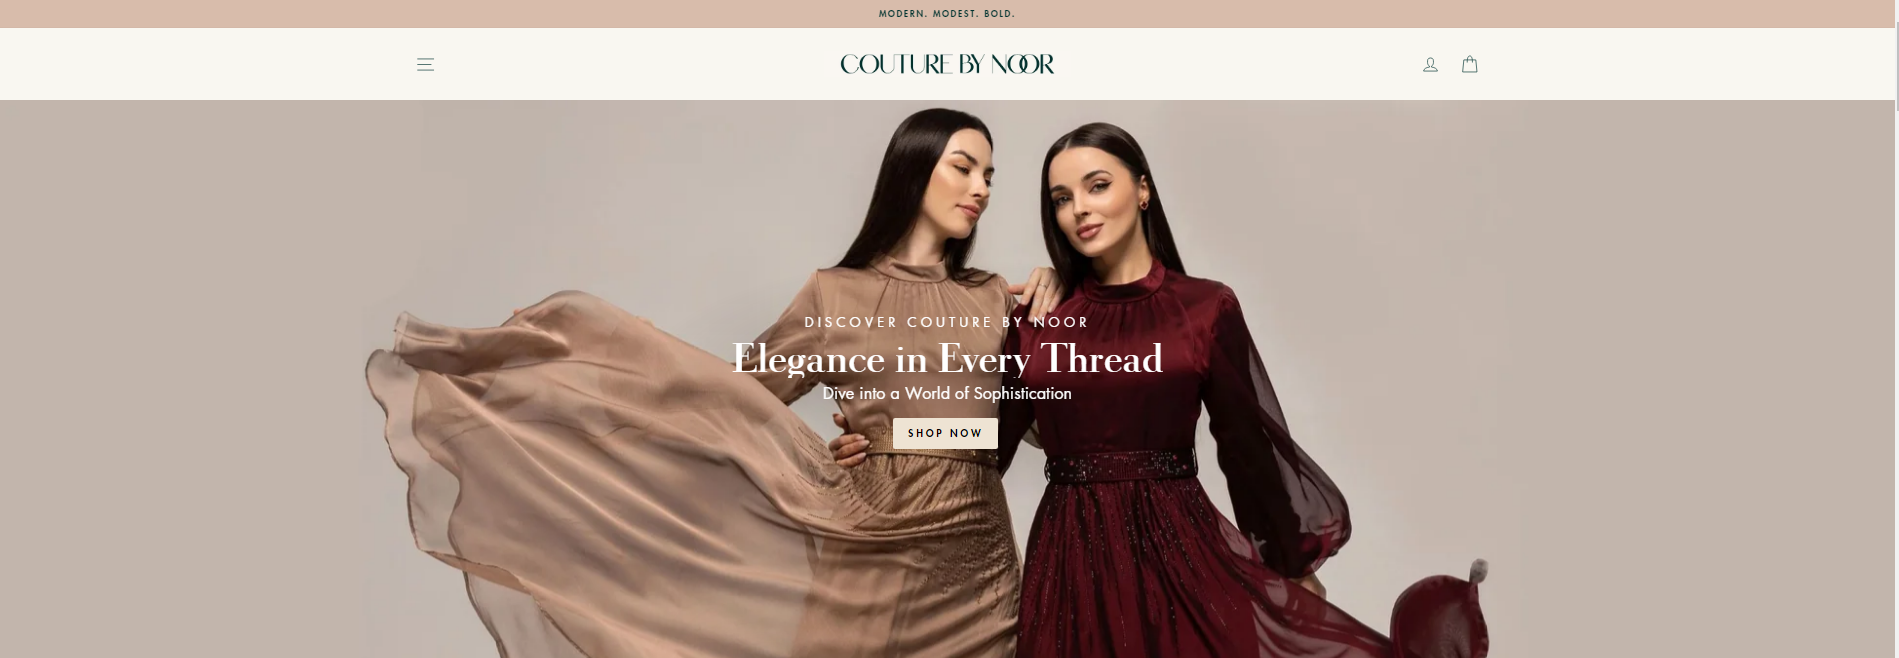 MODERN. MODEST. BOLD.
COUTURE BY NOOR
DISCOVER COUTURE BY NOOR
Elegance in Every Thread
Dive into a World of Sophistication
SHOP NOW